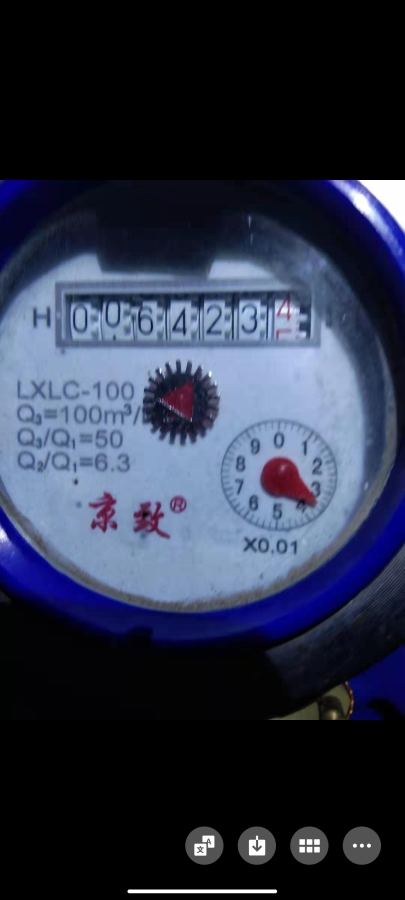 H 0064234
LXLC-100
Q₃=100m³/
Q₃/Q₁=50
Q₂/Q₁=6.3
京致®
0 1 2 3 4 5 6 7 8 9
X0.01